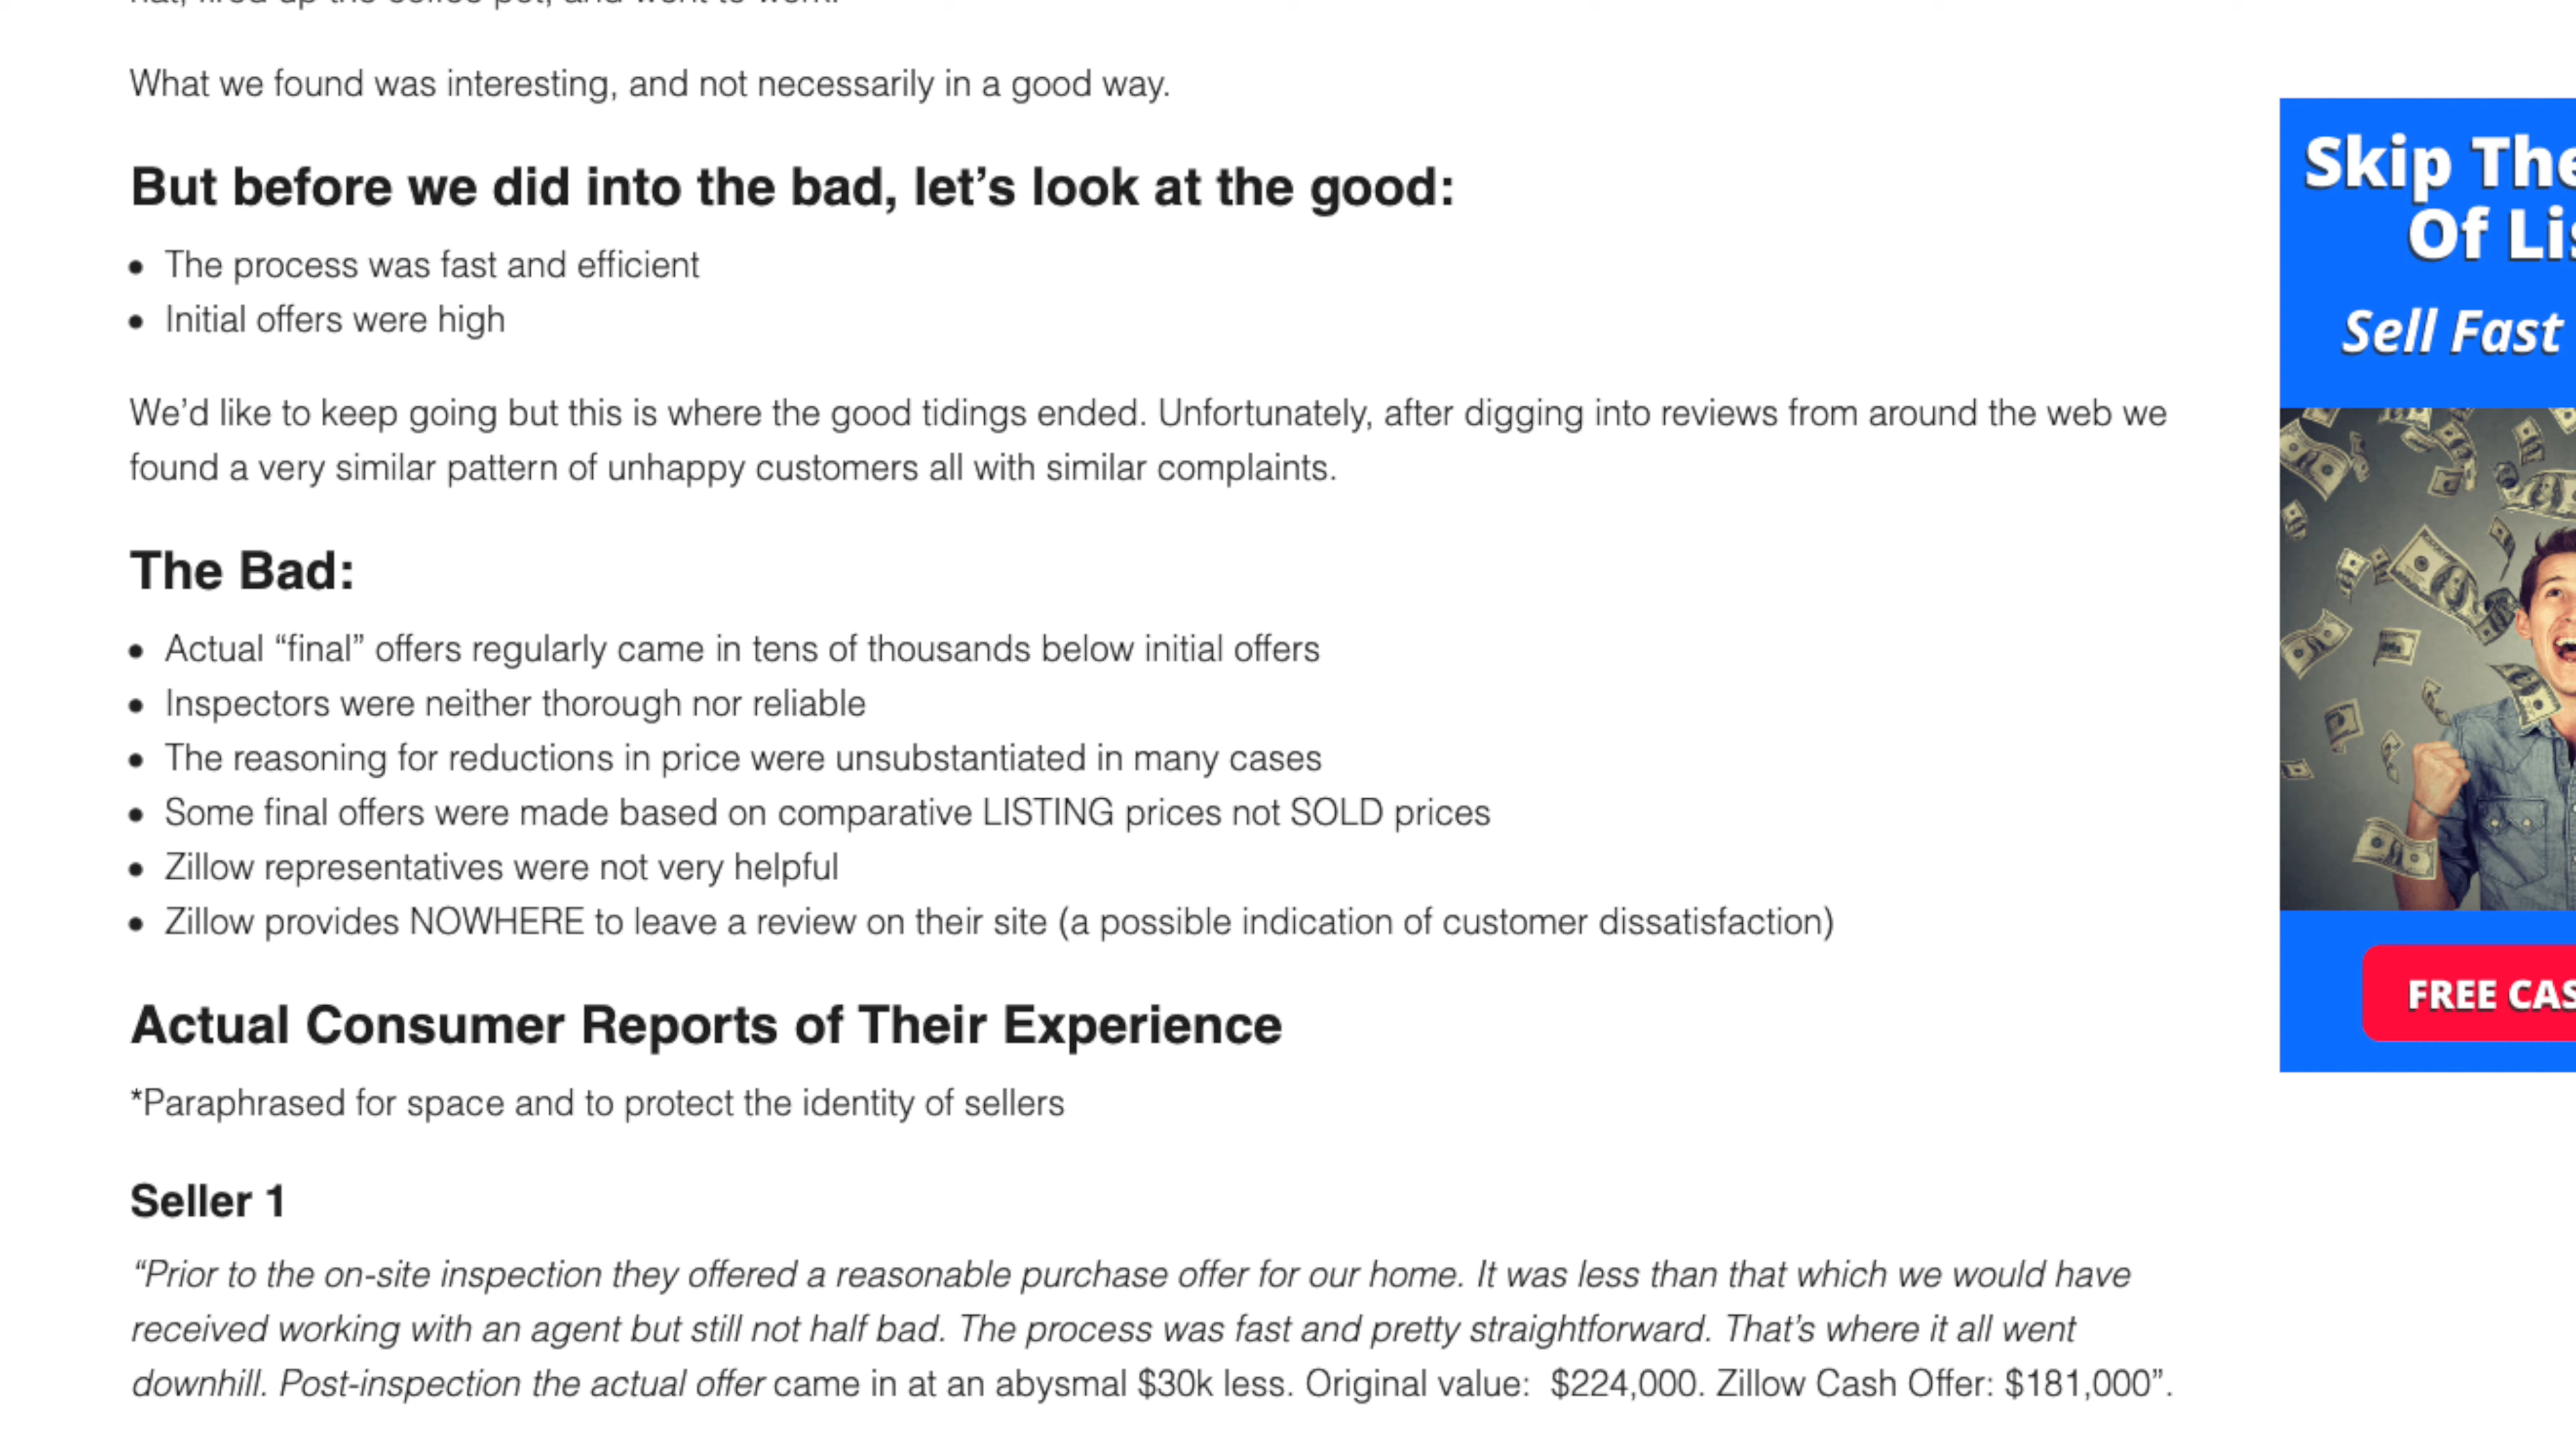 What we found was interesting, and not necessarily in a good way.
But before we did into the bad, let’s look at the good:
• The process was fast and efficient
• Initial offers were high
We’d like to keep going but this is where the good tidings ended. Unfortunately, after digging into reviews from around the web we
found a very similar pattern of unhappy customers all with similar complaints.
The Bad:
• Actual “final” offers regularly came in tens of thousands below initial offers
• Inspectors were neither thorough nor reliable
• The reasoning for reductions in price were unsubstantiated in many cases
• Some final offers were made based on comparative LISTING prices not SOLD prices
• Zillow representatives were not very helpful
• Zillow provides NOWHERE to leave a review on their site (a possible indication of customer dissatisfaction)
Actual Consumer Reports of Their Experience
*Paraphrased for space and to protect the identity of sellers
Seller 1
“Prior to the on-site inspection they offered a reasonable purchase offer for our home. It was less than that which we would have
received working with an agent but still not half bad. The process was fast and pretty straightforward. That’s where it all went
downhill. Post-inspection the actual offer came in at an abysmal $30k less. Original value:  $224,000. Zillow Cash Offer: $181,000”.
Skip The
Of Lis
Sell Fast
FREE CAS